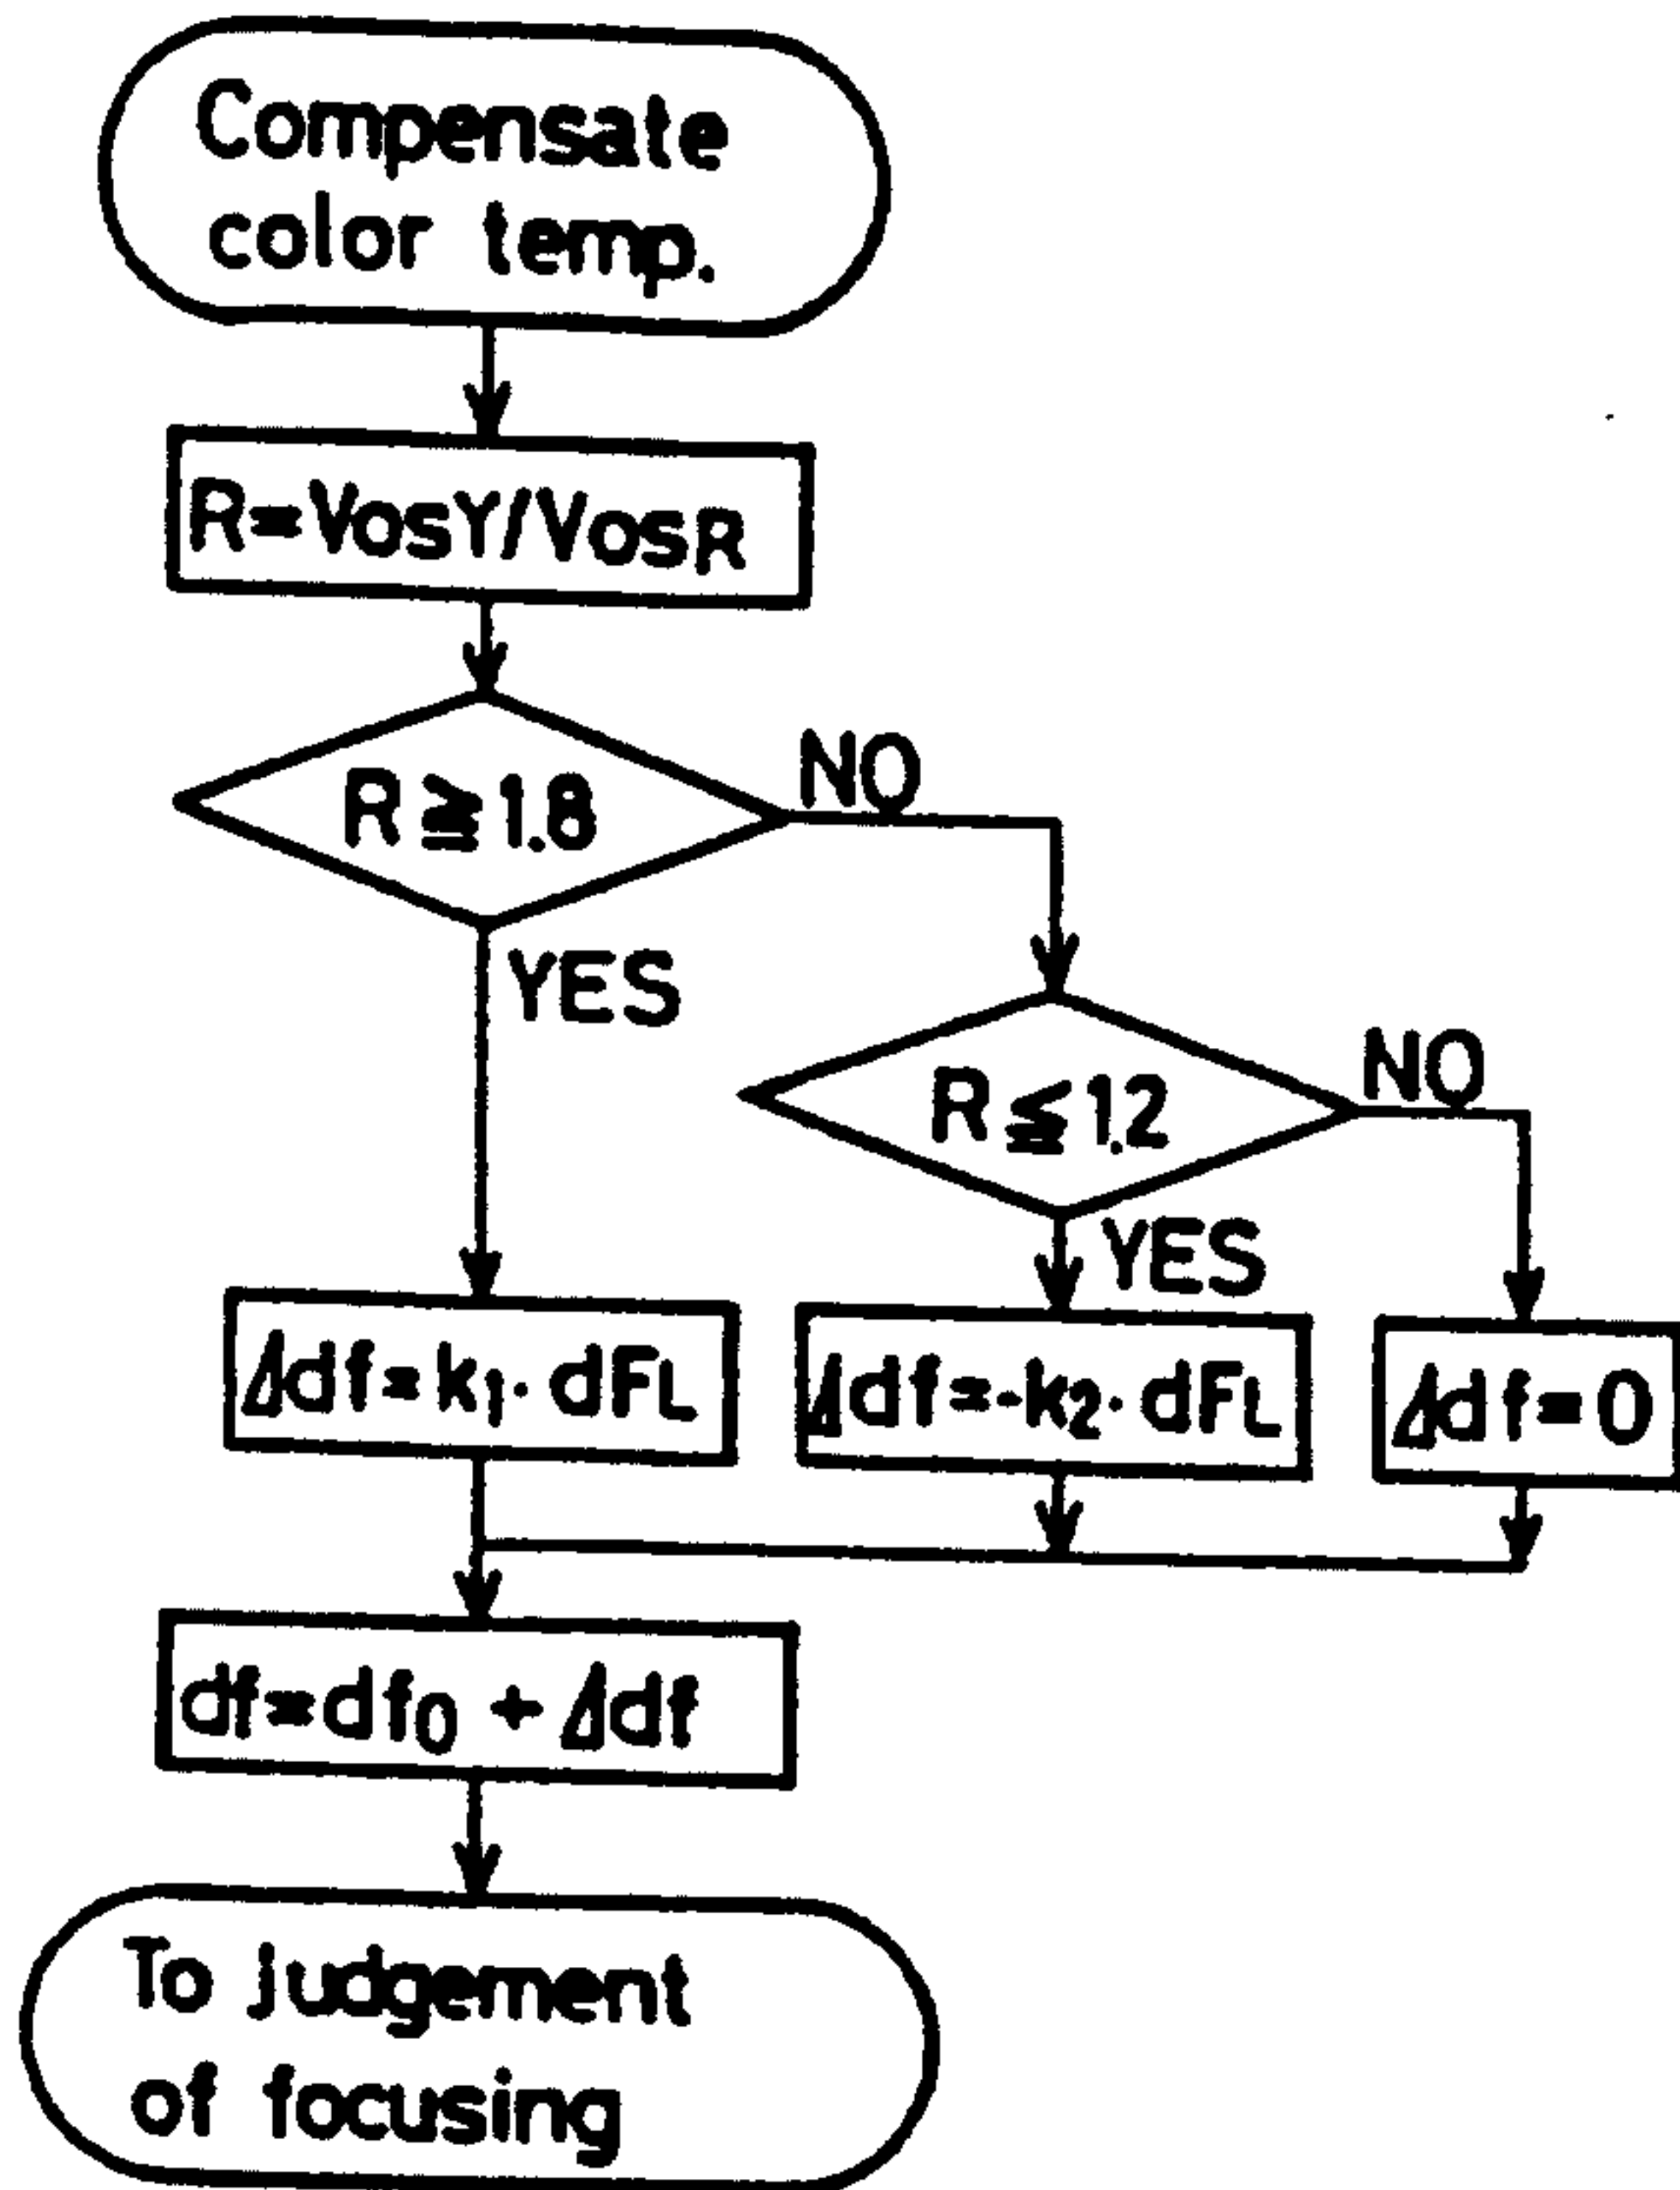 Compensate
color temp.
R=VosY/VosR
R≧1.8
NO
YES
R≦1.2
NO
YES
Δdf=k1·dFL
Δdf=-k2·dFL
Δdf=0
df=df0 + Δdf
To judgement
of focusing